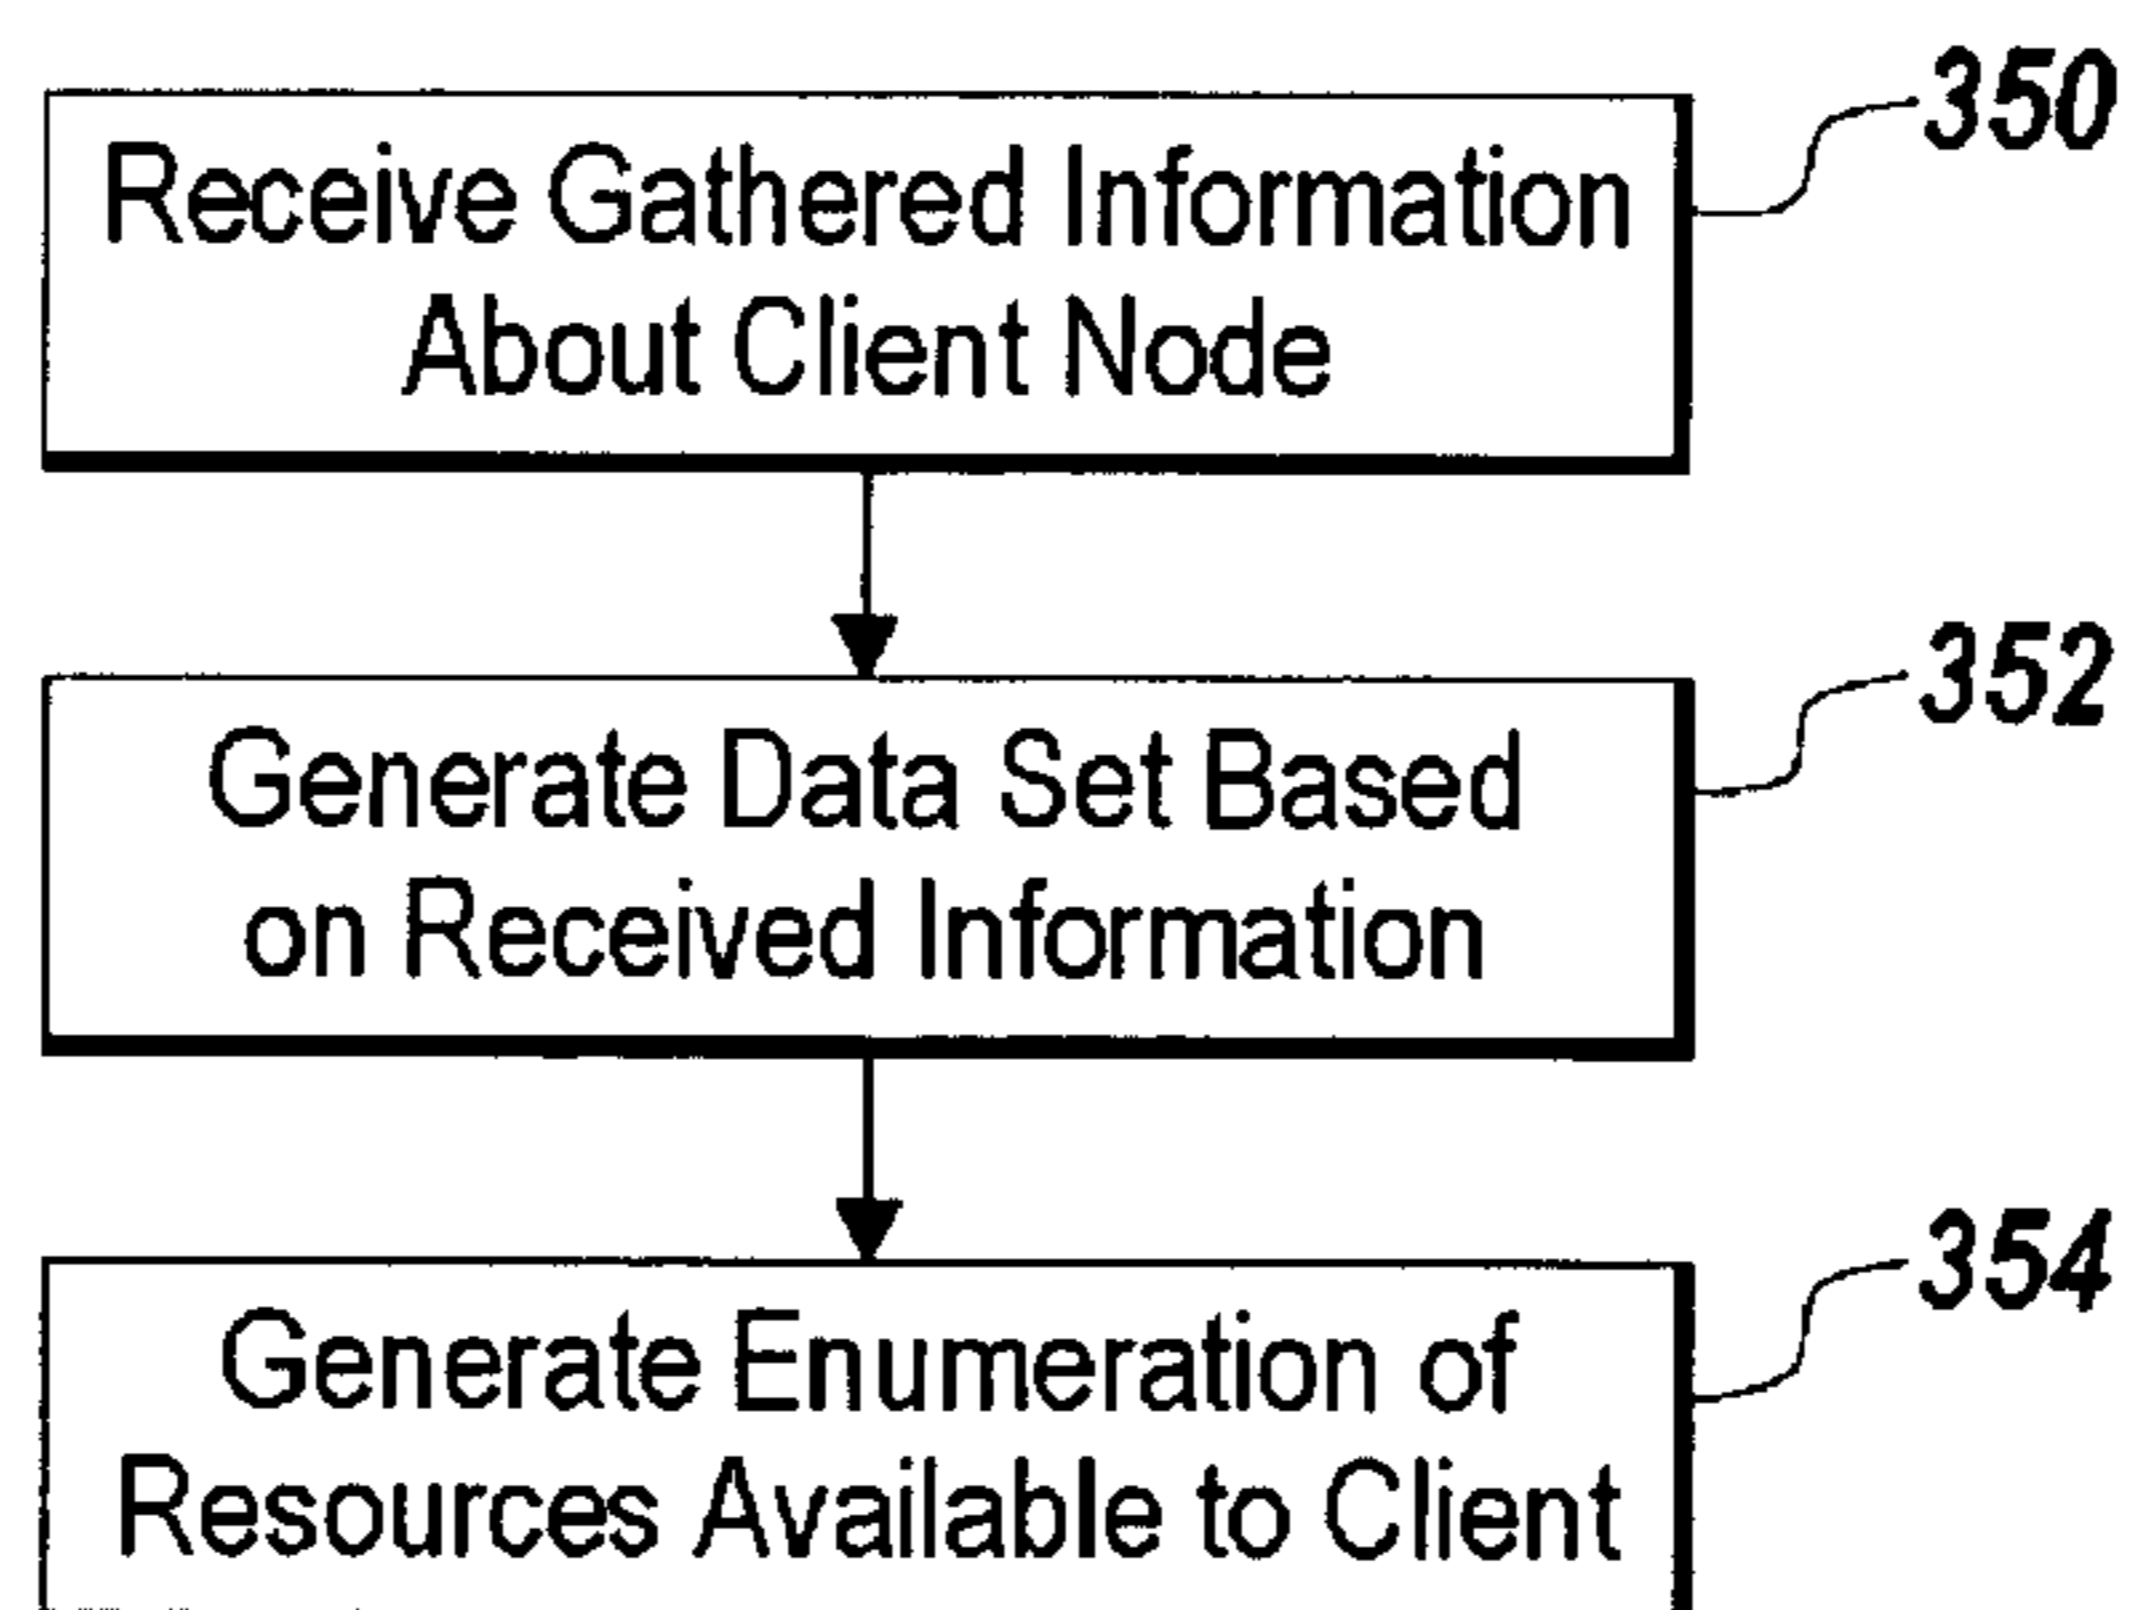 350
Receive Gathered Information
About Client Node
352
Generate Data Set Based
on Received Information
354
Generate Enumeration of
Resources Available to Client